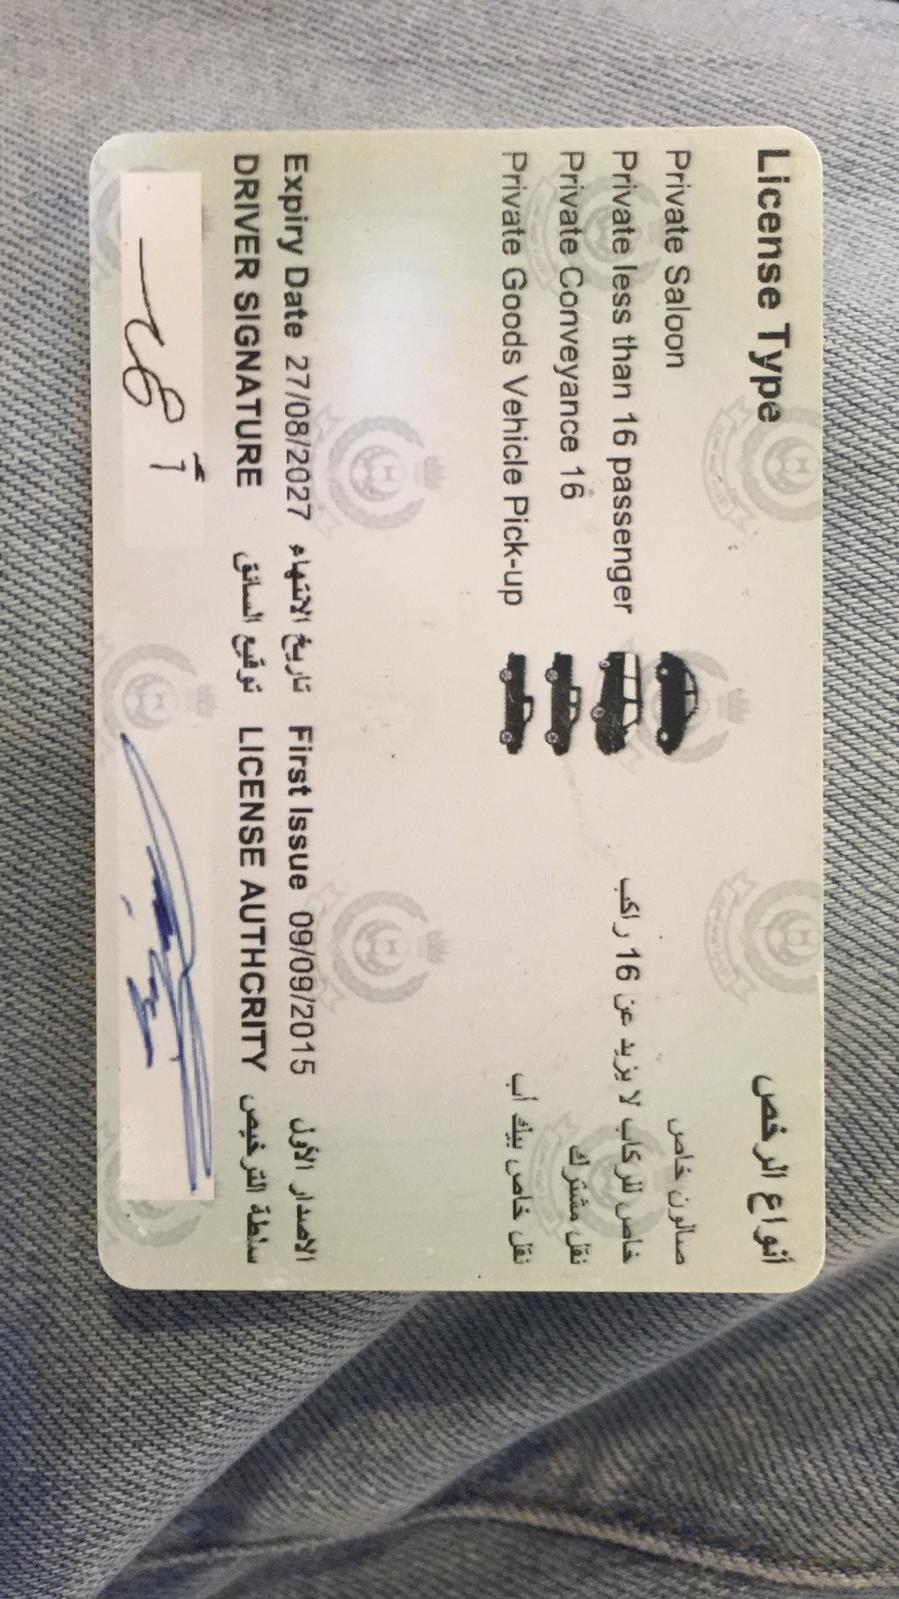 License Type أنواع الرخص
Private Saloon صالون خاص
Private less than 16 passenger خاص للركاب لا يزيد عن 16 راكب
Private Conveyance 16 نقل مشترك
Private Goods Vehicle Pick-up نقل خاص بيك أب
Expiry Date 27/08/2027 تاريخ الانتهاء First Issue 09/09/2015 الاصدار الأول
DRIVER SIGNATURE توقيع السائق LICENSE AUTHCRITY سلطة الترخيص